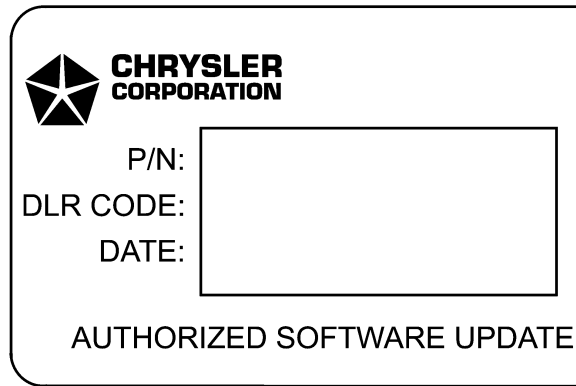 CHRYSLER
CORPORATION
P/N:
DLR CODE:
DATE:
AUTHORIZED SOFTWARE UPDATE